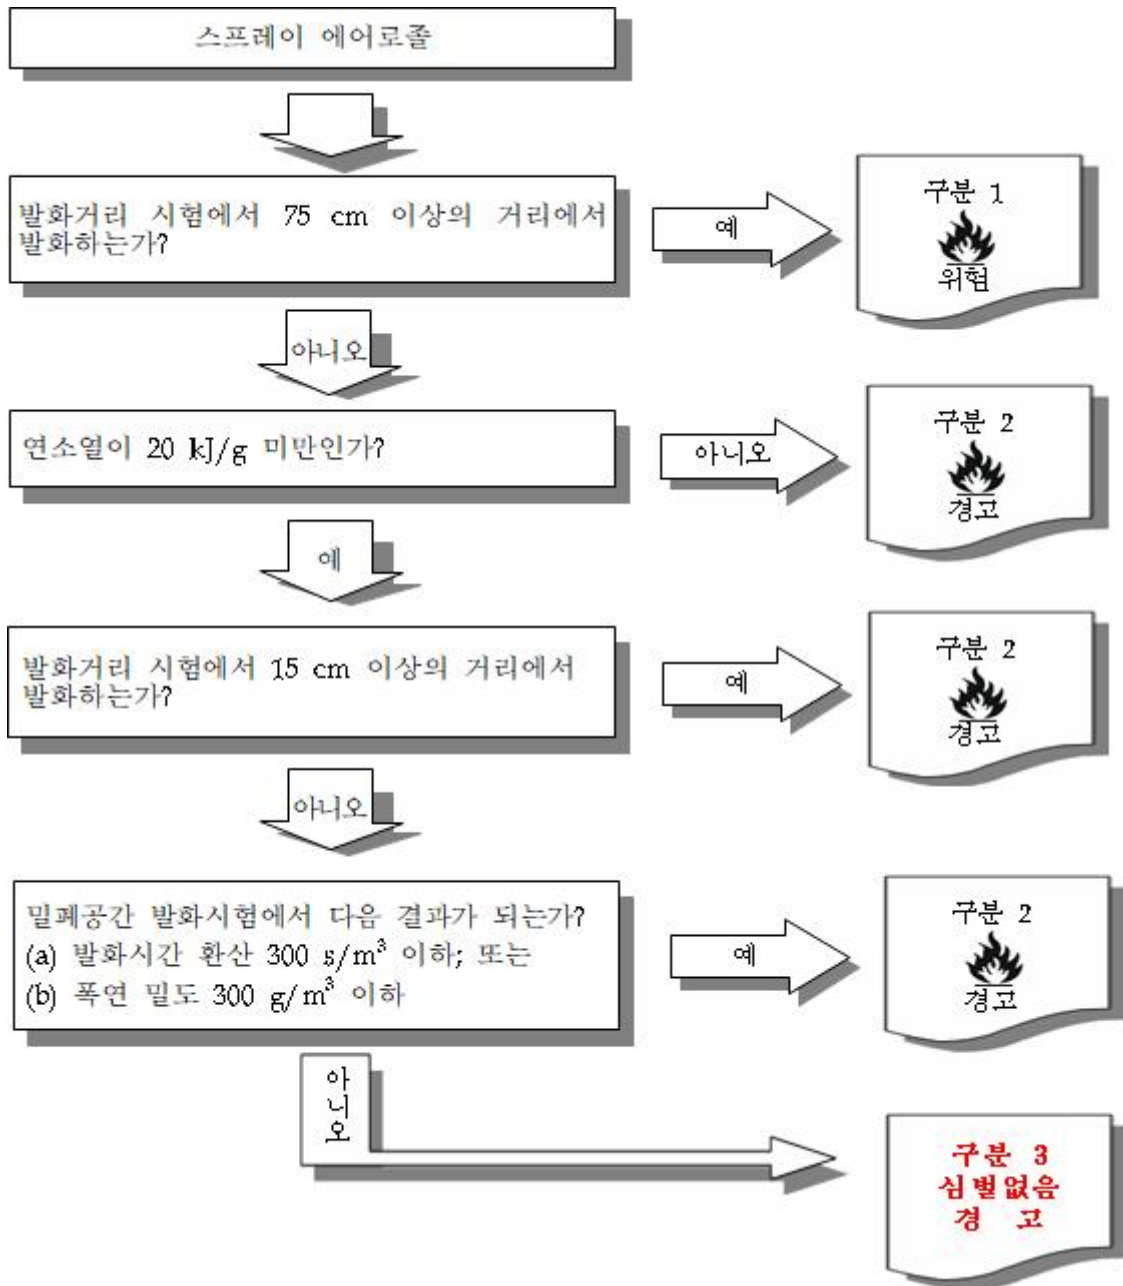 스프레이 에어로졸
발화거리 시험에서 75 cm 이상의 거리에서
발화하는가?
예
구분 1
위험
아니오
연소열이 20 kJ/g 미만인가?
아니오
구분 2
경고
예
발화거리 시험에서 15 cm 이상의 거리에서
발화하는가?
예
구분 2
경고
아니오
밀폐공간 발화시험에서 다음 결과가 되는가?
(a) 발화시간 환산 300 s/m³ 이하; 또는
(b) 폭연 밀도 300 g/m³ 이하
예
구분 2
경고
아
니
오
구분 3
심벌없음
경 고